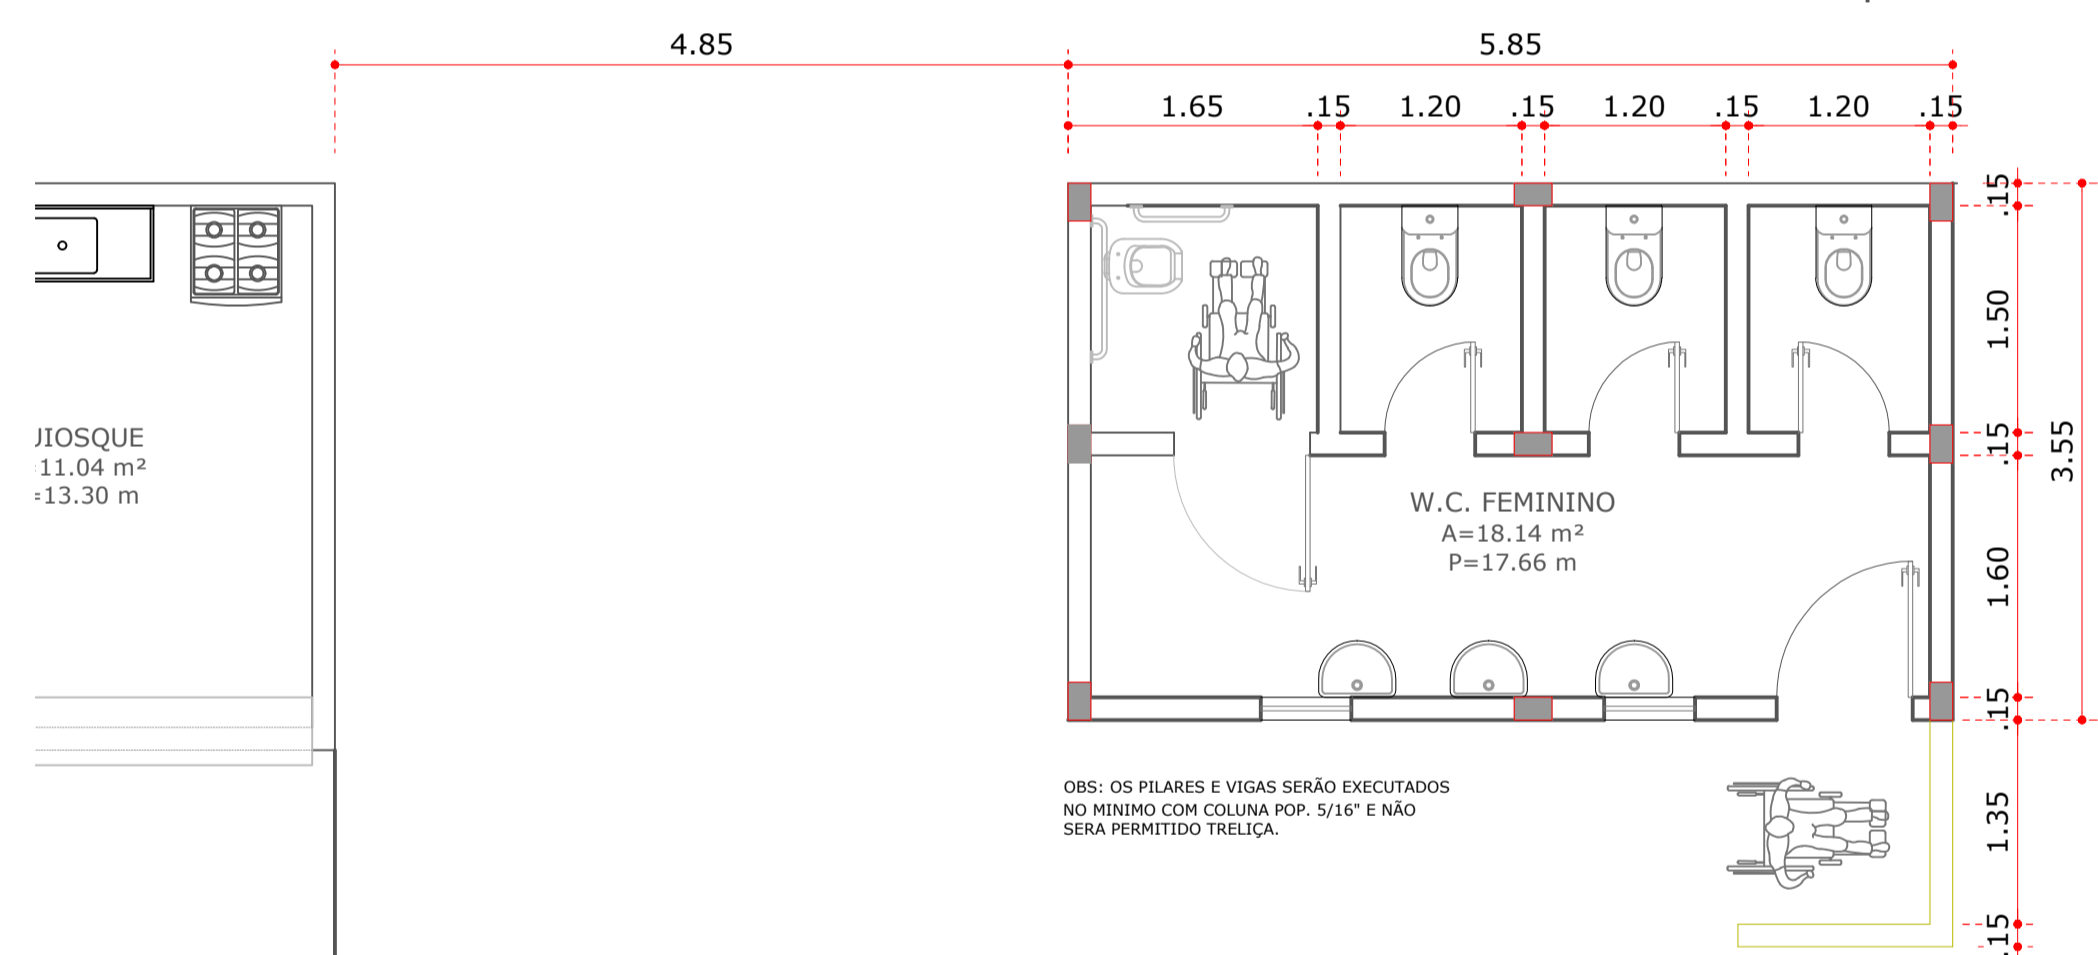 4.85
5.85
1.65 .15 1.20 .15 1.20 .15 1.20 .15
.15
1.50
.15
3.55
1.60
.15
1.35
.15
JIOSQUE
11.04 m²
=13.30 m
W.C. FEMININO
A=18.14 m²
P=17.66 m
OBS: OS PILARES E VIGAS SERÃO EXECUTADOS
NO MINIMO COM COLUNA POP. 5/16" E NÃO
SERA PERMITIDO TRELIÇA.